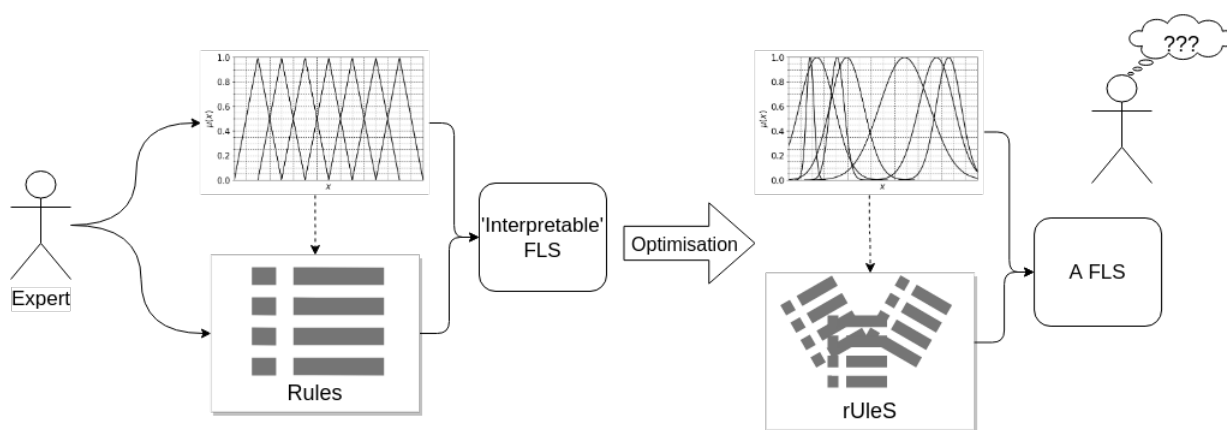 ???
1.0
0.8
0.6
0.4
0.2
0.0
μ(x)
x
1.0
0.8
0.6
0.4
0.2
0.0
μ(x)
x
'Interpretable'
FLS
Optimisation
A FLS
Expert
Rules
rUleS